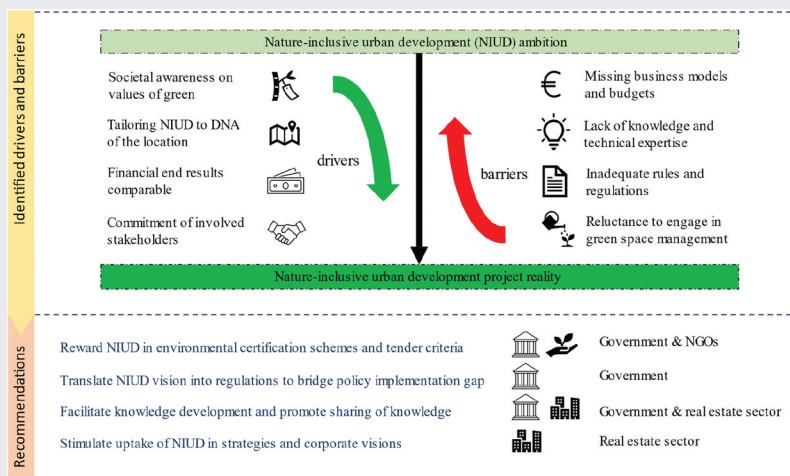 Identified drivers and barriers
Nature-inclusive urban development (NIUD) ambition
Societal awareness on
values of green
Tailoring NIUD to DNA
of the location
Financial end results
comparable
Commitment of involved
stakeholders
drivers
barriers
Missing business models
and budgets
Lack of knowledge and
technical expertise
Inadequate rules and
regulations
Reluctance to engage in
green space management
Nature-inclusive urban development project reality
Recommendations
Reward NIUD in environmental certification schemes and tender criteria
Government & NGOs
Translate NIUD vision into regulations to bridge policy implementation gap
Government
Facilitate knowledge development and promote sharing of knowledge
Government & real estate sector
Stimulate uptake of NIUD in strategies and corporate visions
Real estate sector